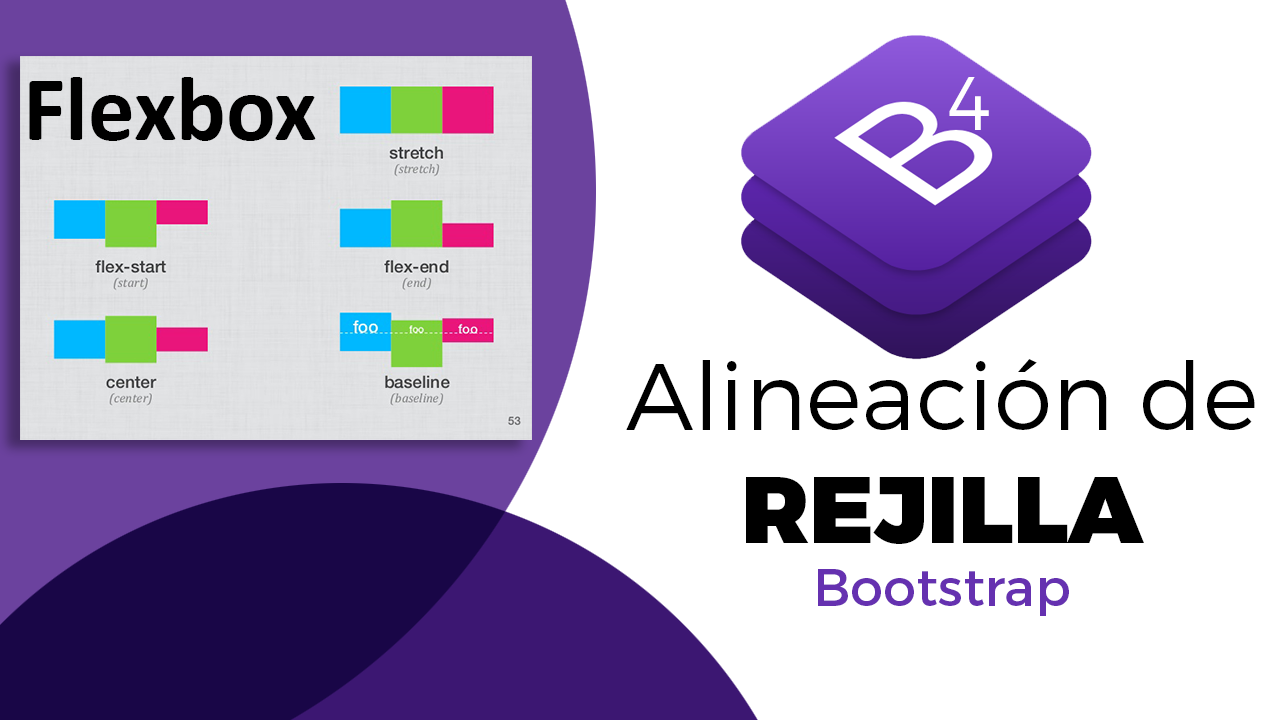 Flexbox
stretch
(stretch)
flex-start
(start)
flex-end
(end)
center
(center)
foo foo foo
baseline
(baseline)
53
B4
Alineación de
REJILLA
Bootstrap